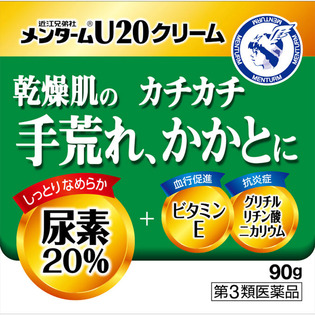 近江兄弟社
メンタームU20クリーム
MENTURM
MENTURM
乾燥肌の カチカチ
手荒れ、かかとに
しっとりなめらか
尿素
20%
+
血行促進
ビタミン
E
抗炎症
グリチル
リチン酸
ニカリウム
90g
第3類医薬品